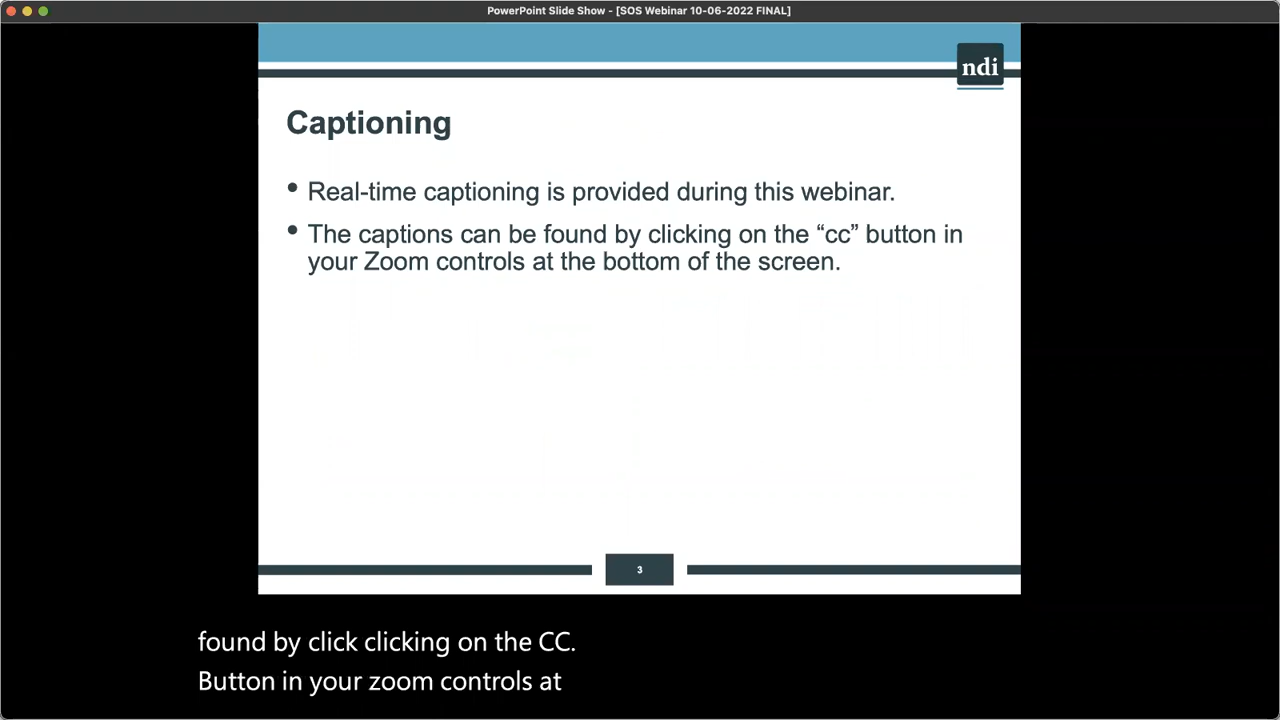 PowerPoint Slide Show - [SOS Webinar 10-06-2022 FINAL]
ndi
Captioning
• Real-time captioning is provided during this webinar.
• The captions can be found by clicking on the “cc” button in
your Zoom controls at the bottom of the screen.
3
found by click clicking on the CC.
Button in your zoom controls at